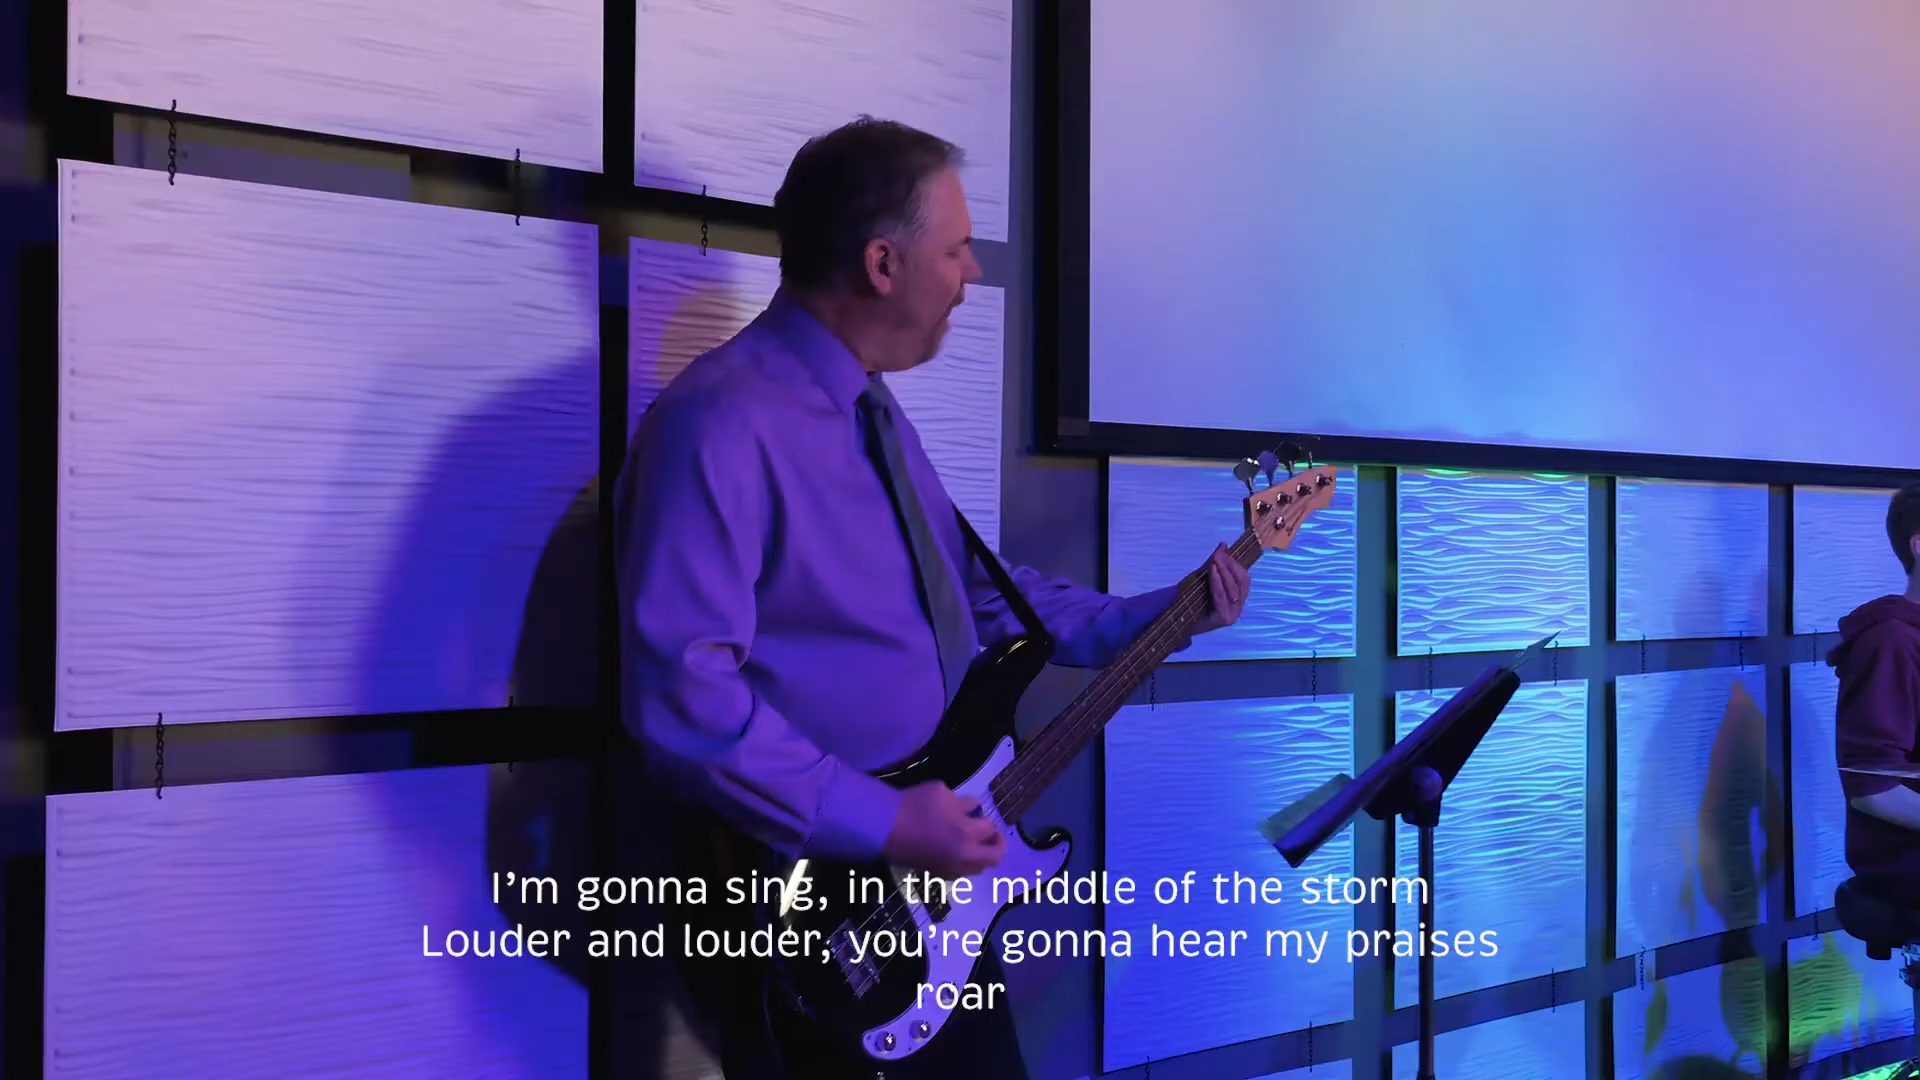 I'm gonna sing, in the middle of the storm
Louder and louder, you're gonna hear my praises
roar